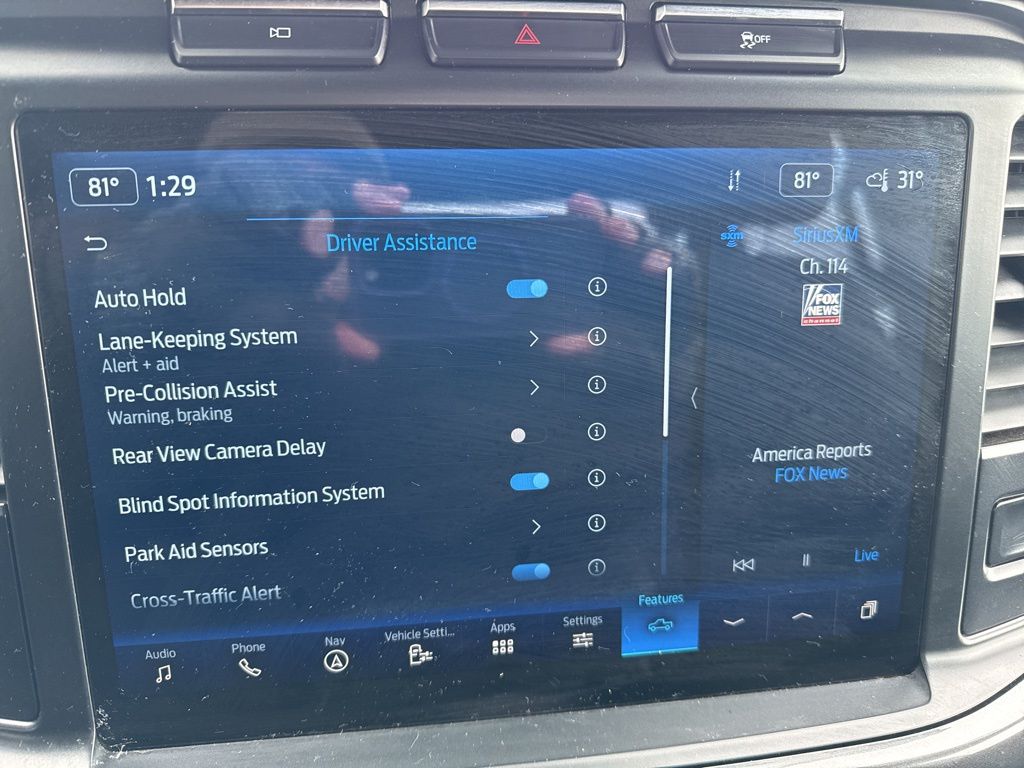 OFF
81° 1:29
81° 31°
Driver Assistance
Auto Hold
Lane-Keeping System
Alert + aid
Pre-Collision Assist
Warning, braking
Rear View Camera Delay
Blind Spot Information System
Park Aid Sensors
Cross-Traffic Alert
sxm SiriusXM
Ch. 114
FOX
NEWS
channel
America Reports
FOX News
Live
Audio
Phone
Nav
Vehicle Setti...
Apps
Settings
Features